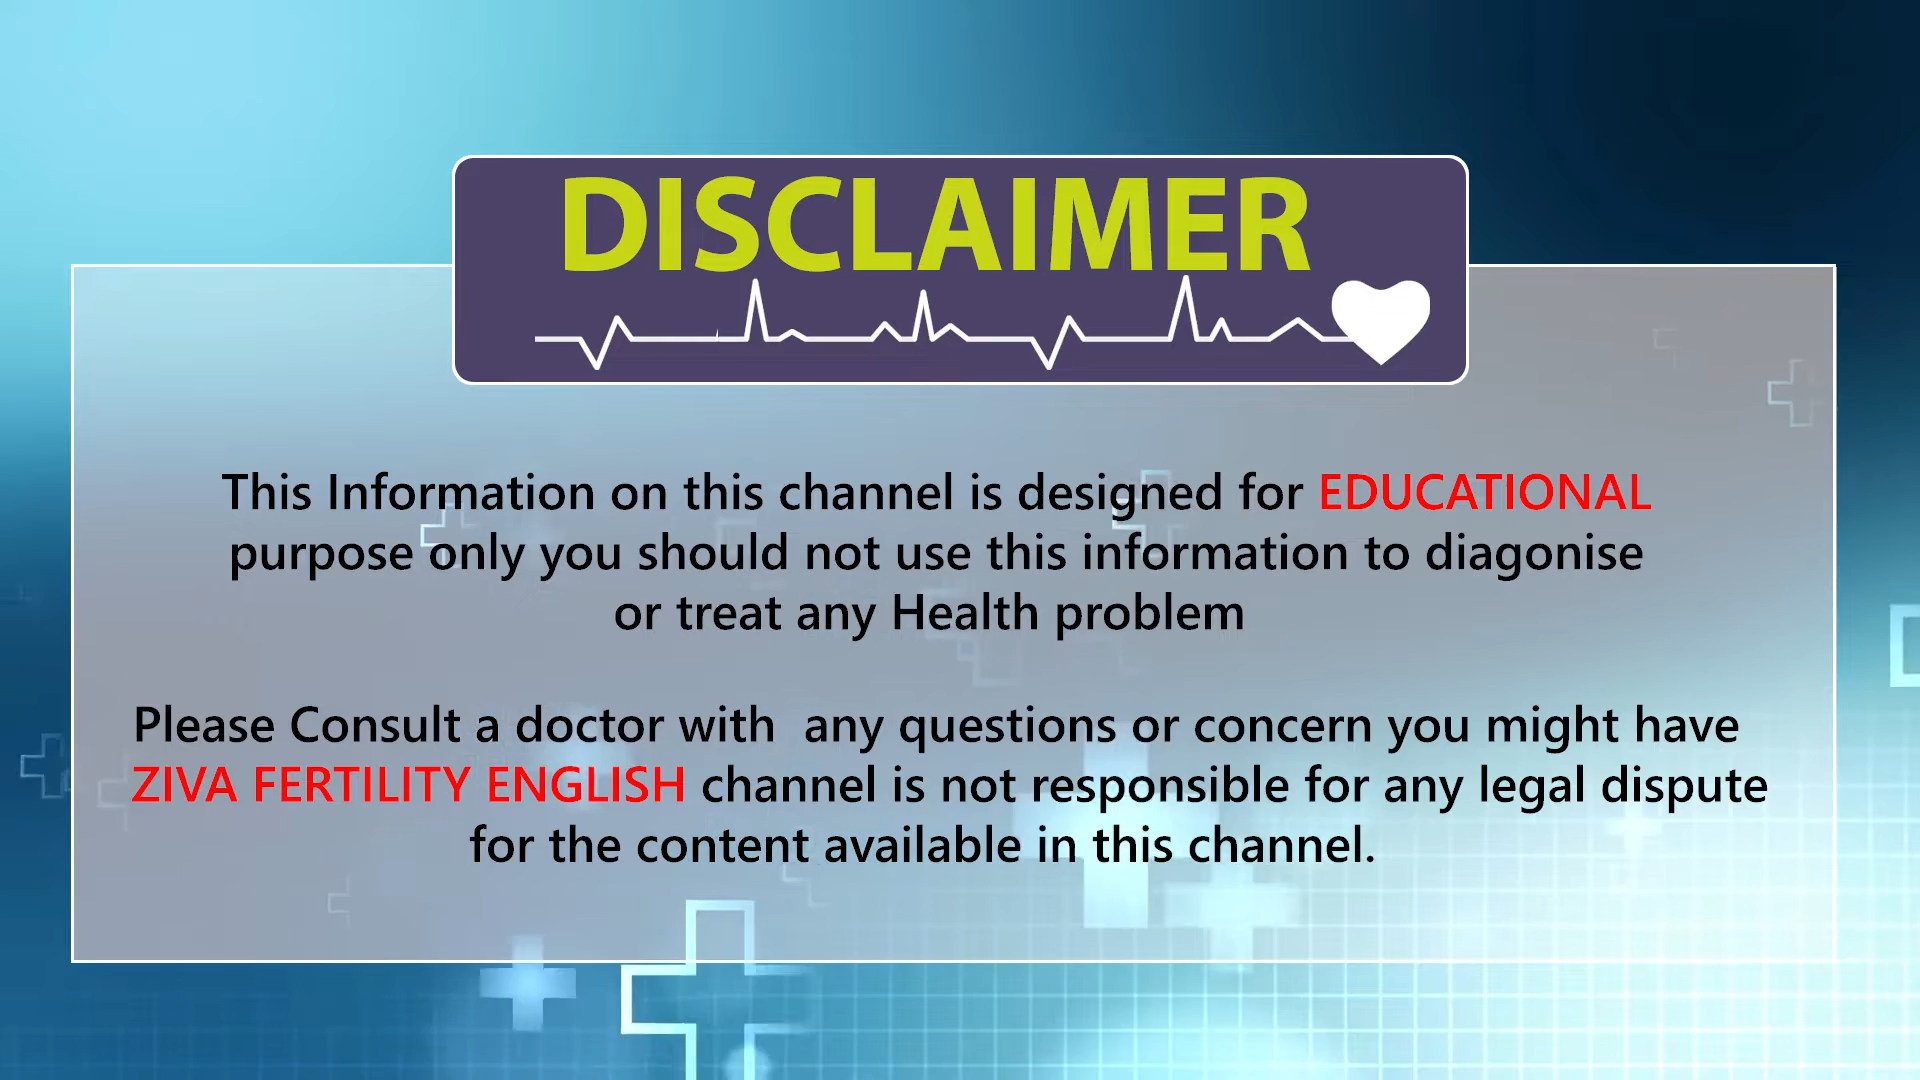 DISCLAIMER
This Information on this channel is designed for EDUCATIONAL
purpose only you should not use this information to diagonise
or treat any Health problem
Please Consult a doctor with  any questions or concern you might have
ZIVA FERTILITY ENGLISH channel is not responsible for any legal dispute
for the content available in this channel.